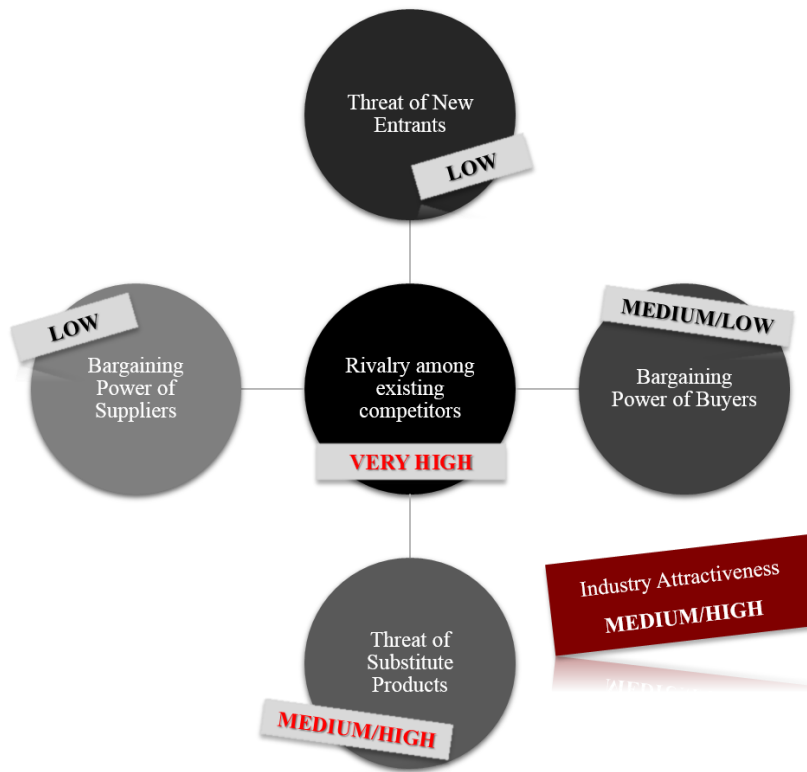 Threat of New
Entrants
LOW
LOW
Bargaining
Power of
Suppliers
Rivalry among
existing
competitors
VERY HIGH
MEDIUM/LOW
Bargaining
Power of Buyers
Threat of
Substitute
Products
MEDIUM/HIGH
Industry Attractiveness
MEDIUM/HIGH